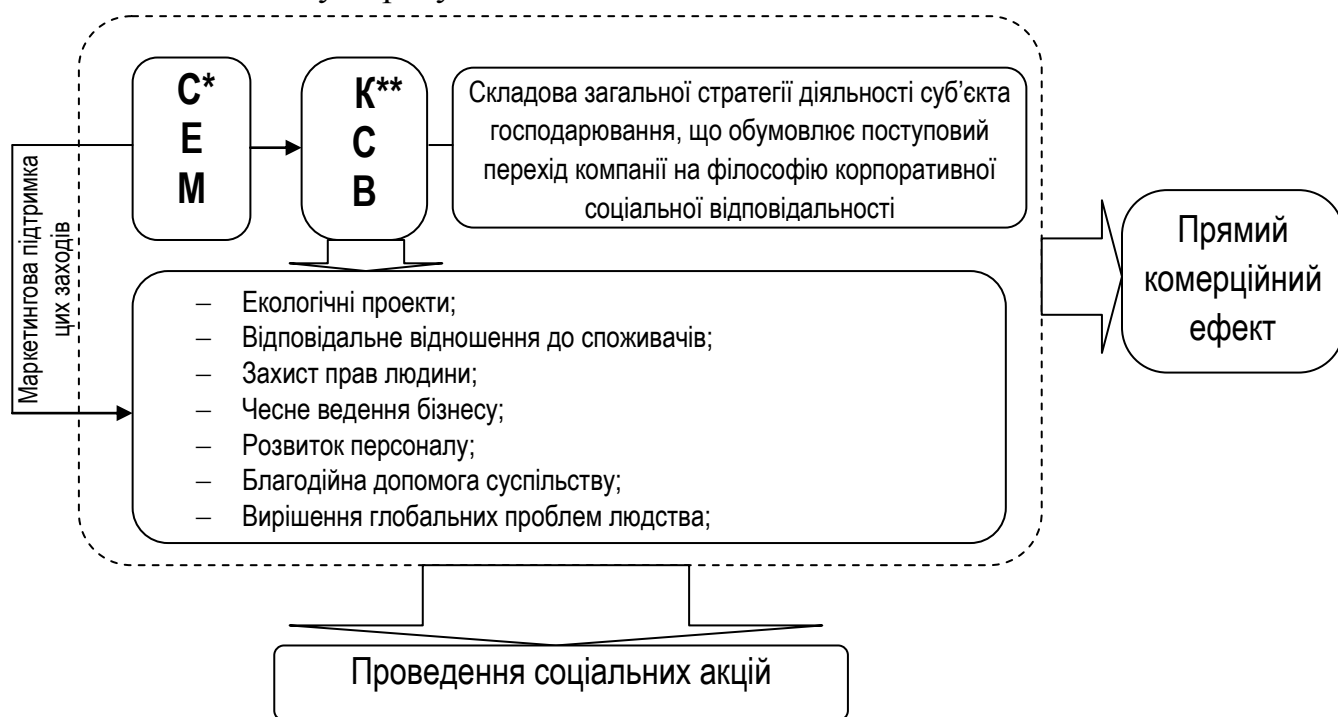 С*
Е
М
К**
С
В
Складова загальної стратегії діяльності суб’єкта
господарювання, що обумовлює поступовий
перехід компанії на філософію корпоративної
соціальної відповідальності
Маркетингова підтримка
цих заходів
– Екологічні проекти;
– Відповідальне відношення до споживачів;
– Захист прав людини;
– Чесне ведення бізнесу;
– Розвиток персоналу;
– Благодійна допомога суспільству;
– Вирішення глобальних проблем людства;
Прямий
комерційний
ефект
Проведення соціальних акцій